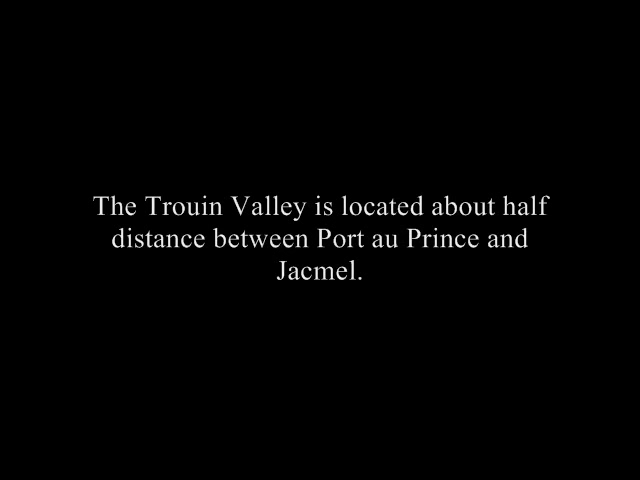 The Trouin Valley is located about half
distance between Port au Prince and
Jacmel.